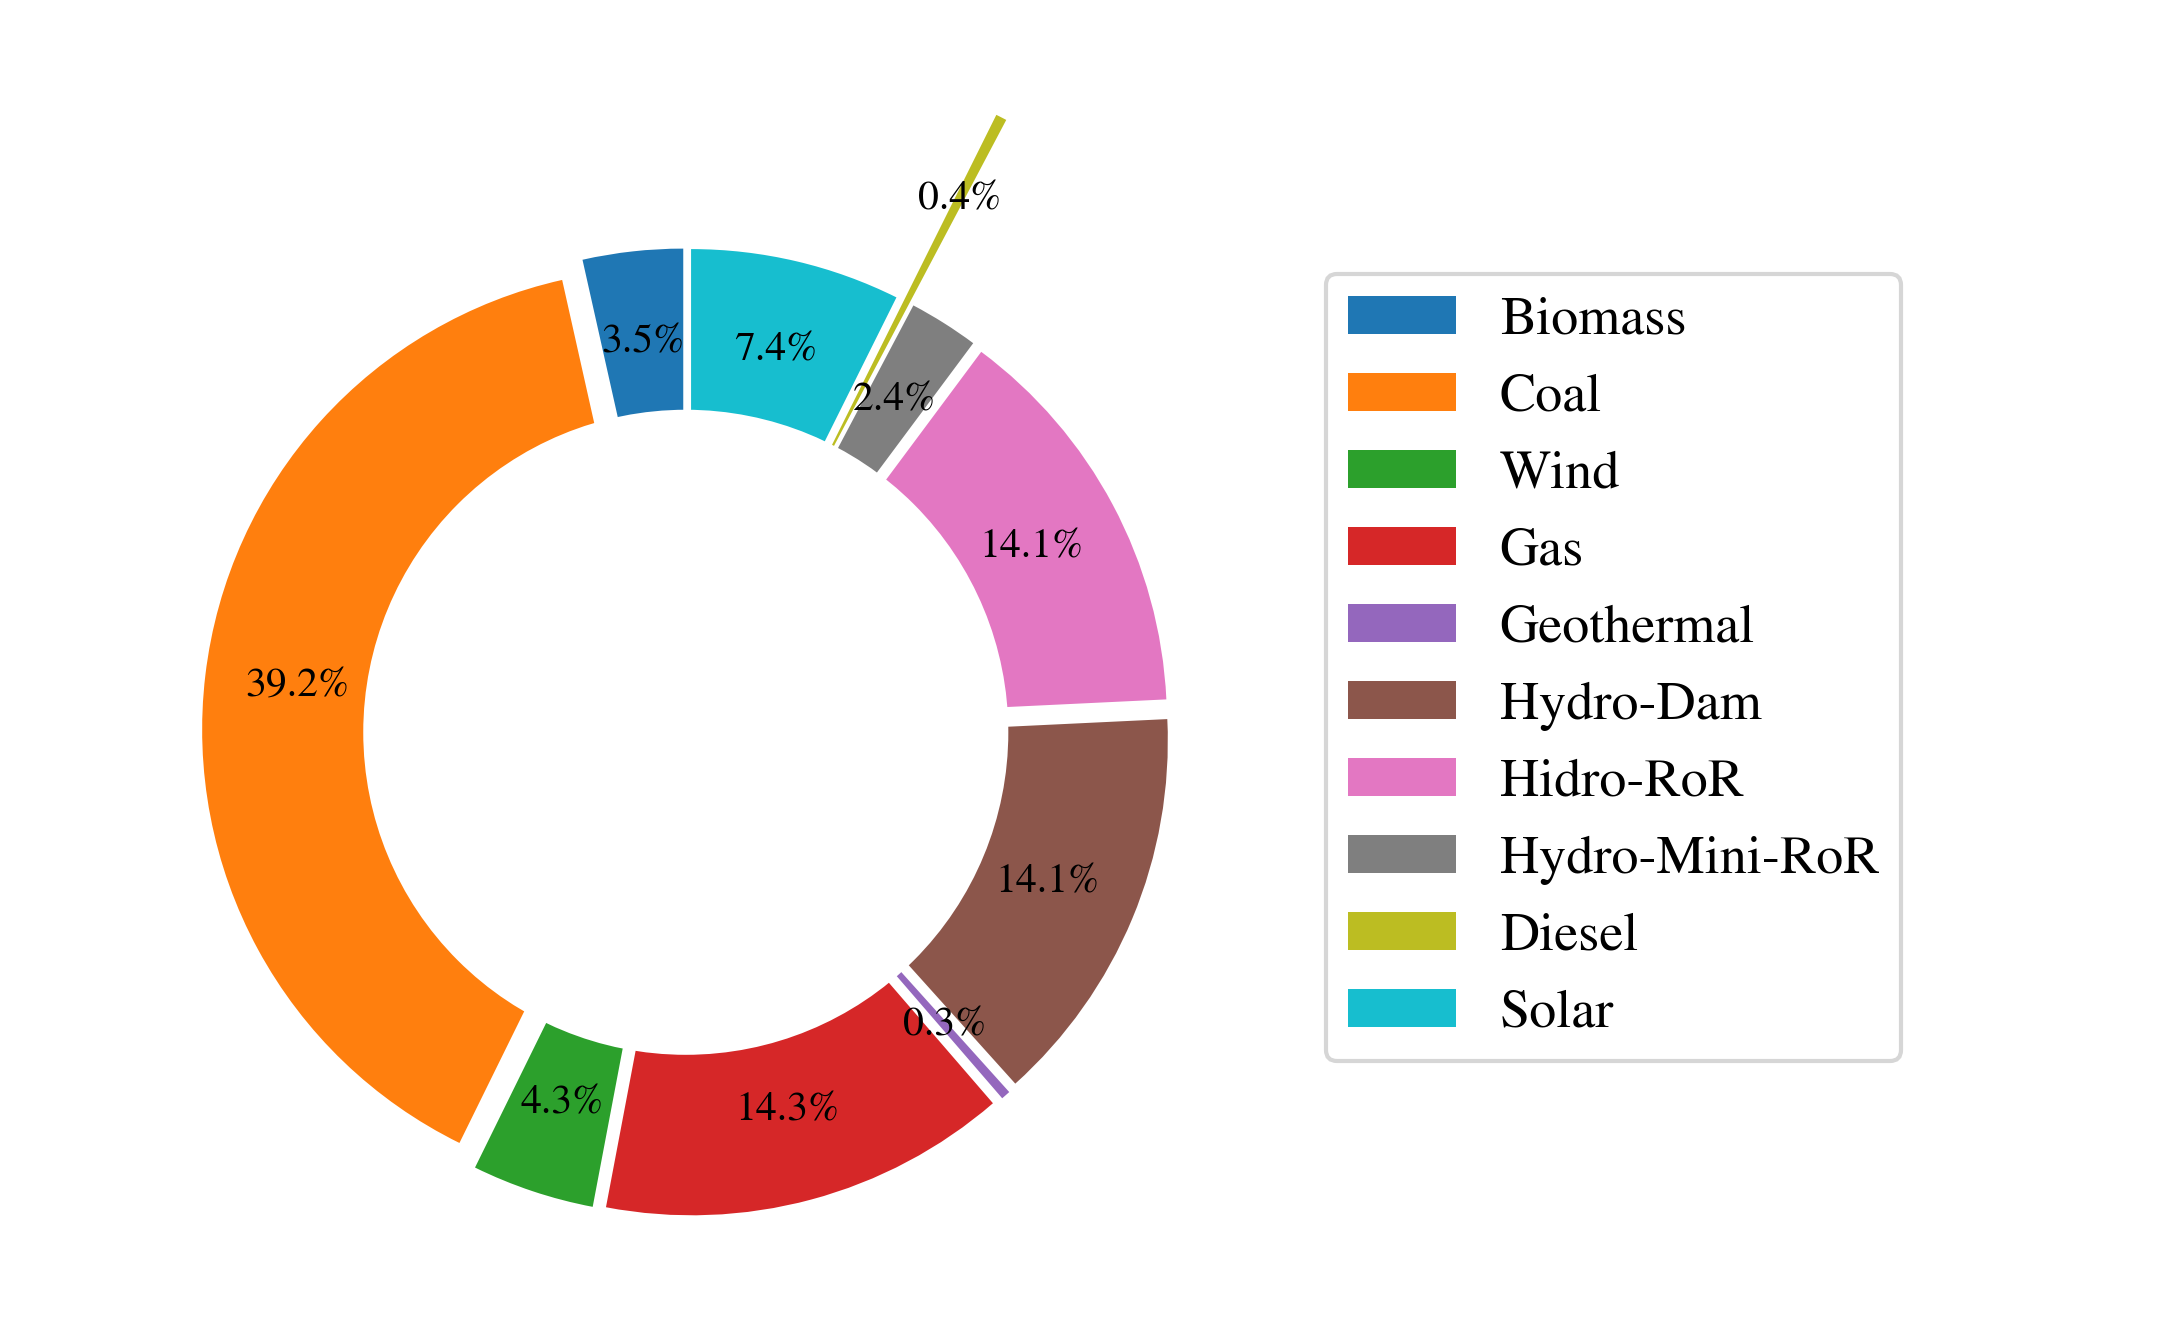 0.4%
3.5%
7.4%
2.4%
14.1%
39.2%
14.1%
0.3%
4.3%
14.3%
Biomass
Coal
Wind
Gas
Geothermal
Hydro-Dam
Hidro-RoR
Hydro-Mini-RoR
Diesel
Solar